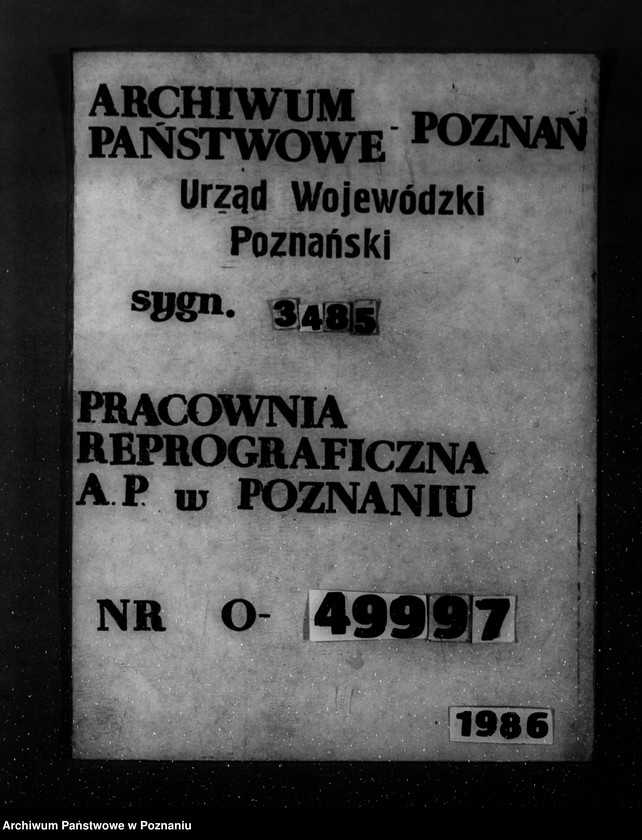 ARCHIWUM
PAŃSTWOWE - POZNAŃ
Urząd Wojewódzki
Poznański
sygn. 3485
PRACOWNIA
REPROGRAFICZNA
A.P. w POZNANIU
NR O- 49997
1986
Archiwum Państwowe w Poznaniu